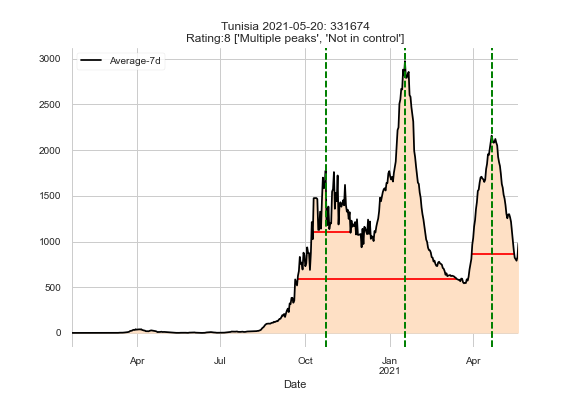 Tunisia 2021-05-20: 331674
Rating:8 ['Multiple peaks', 'Not in control']
Average-7d
3000
2500
2000
1500
1000
500
0
Apr
Jul
Oct
Jan
2021
Apr
Date